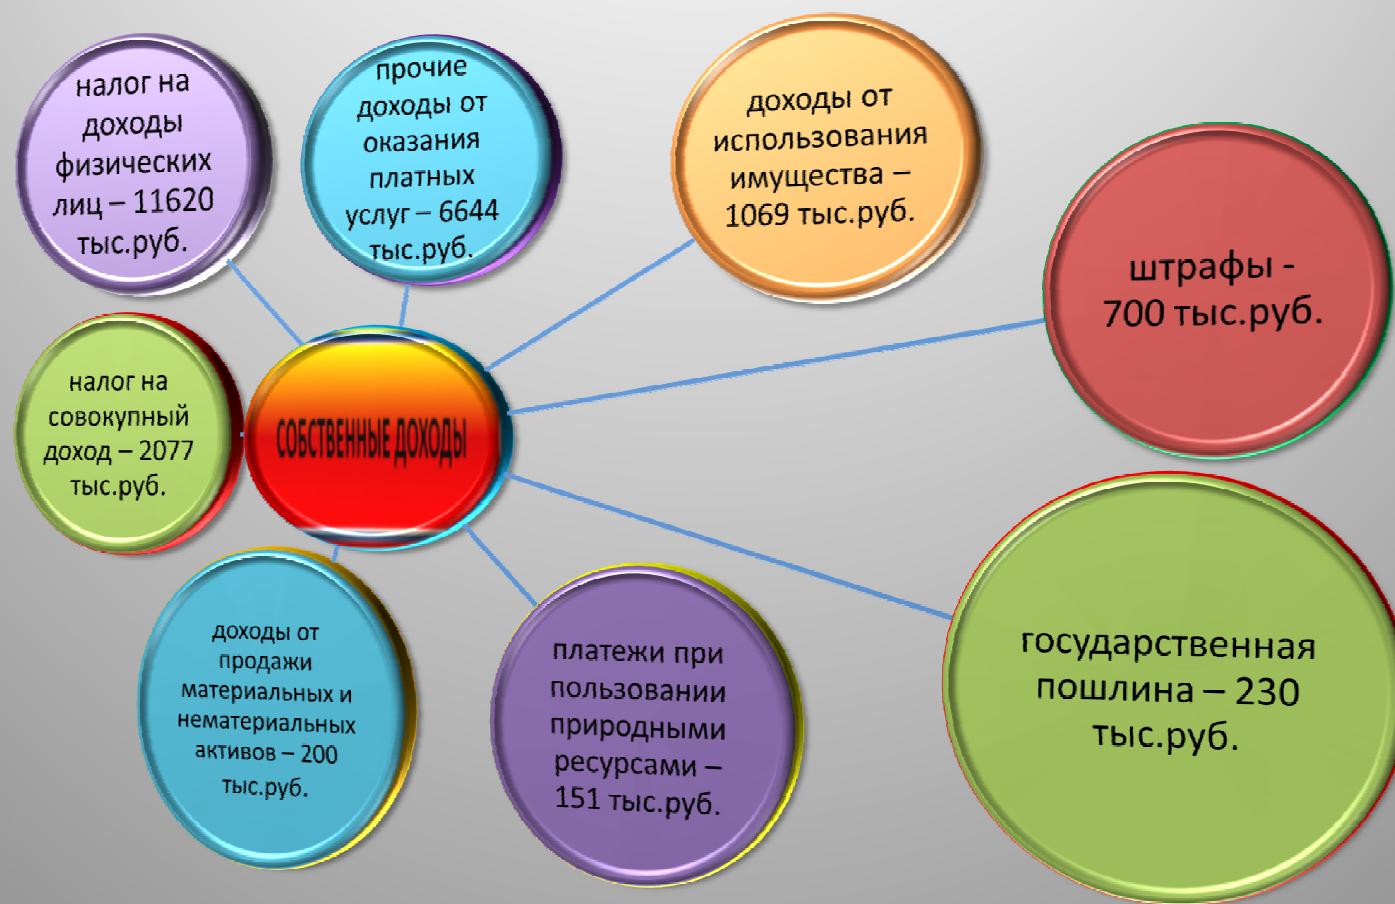 налог на
доходы
физических
лиц – 11620
тыс.руб.
прочие
доходы от
оказания
платных
услуг – 6644
тыс.руб.
доходы от
использования
имущества –
1069 тыс.руб.
штрафы -
700 тыс.руб.
налог на
совокупный
доход – 2077
тыс.руб.
СОБСТВЕННЫЕ ДОХОДЫ
доходы от
продажи
материальных и
нематериальных
активов – 200
тыс.руб.
платежи при
пользовании
природными
ресурсами –
151 тыс.руб.
государственная
пошлина – 230
тыс.руб.